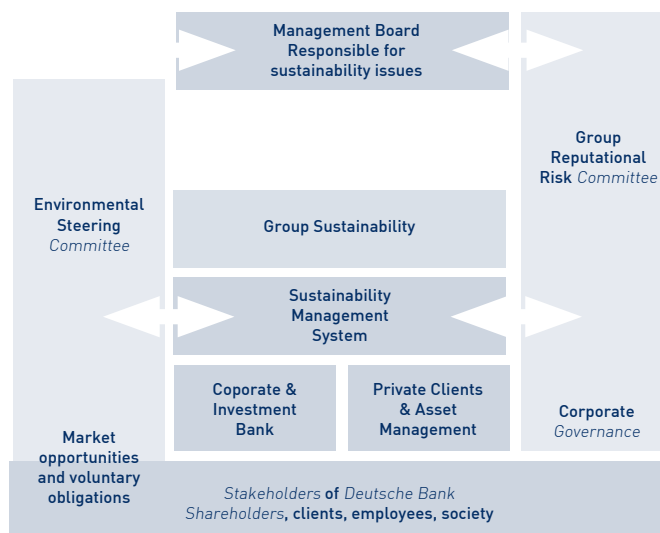 Management Board
Responsible for
sustainability issues
Group
Reputational
Risk Committee
Environmental
Steering
Committee
Group Sustainability
Sustainability
Management
System
Coporate &
Investment
Bank
Private Clients
& Asset
Management
Corporate
Governance
Market
opportunities
and voluntary
obligations
Stakeholders of Deutsche Bank
Shareholders, clients, employees, society